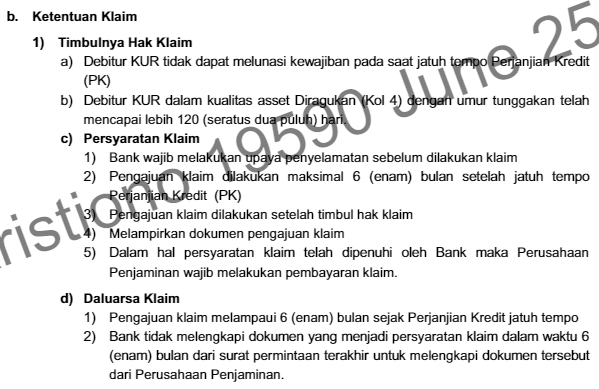 b. Ketentuan Klaim
1) Timbulnya Hak Klaim
a) Debitur KUR tidak dapat melunasi kewajiban pada saat jatuh tempo Perjanjian Kredit
(PK)
b) Debitur KUR dalam kualitas asset Diragukan (Kol 4) dengan umur tunggakan telah
mencapai lebih 120 (seratus dua puluh) hari.
c) Persyaratan Klaim
1) Bank wajib melakukan upaya penyelamatan sebelum dilakukan klaim
2) Pengajuan klaim dilakukan maksimal 6 (enam) bulan setelah jatuh tempo
Perjanjian Kredit (PK)
3) Pengajuan klaim dilakukan setelah timbul hak klaim
4) Melampirkan dokumen pengajuan klaim
5) Dalam hal persyaratan klaim telah dipenuhi oleh Bank maka Perusahaan
Penjaminan wajib melakukan pembayaran klaim.
d) Daluarsa Klaim
1) Pengajuan klaim melampaui 6 (enam) bulan sejak Perjanjian Kredit jatuh tempo
2) Bank tidak melengkapi dokumen yang menjadi persyaratan klaim dalam waktu 6
(enam) bulan dari surat permintaan terakhir untuk melengkapi dokumen tersebut
dari Perusahaan Penjaminan.
ristiono 19590 June 25